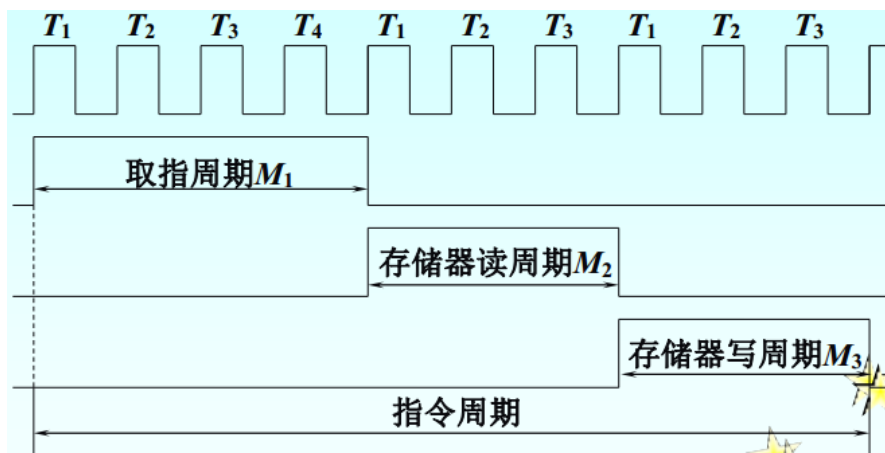 T₁ T₂ T₃ T₄ T₁ T₂ T₃ T₁ T₂ T₃
取指周期M₁
存储器读周期M₂
存储器写周期M₃
指令周期